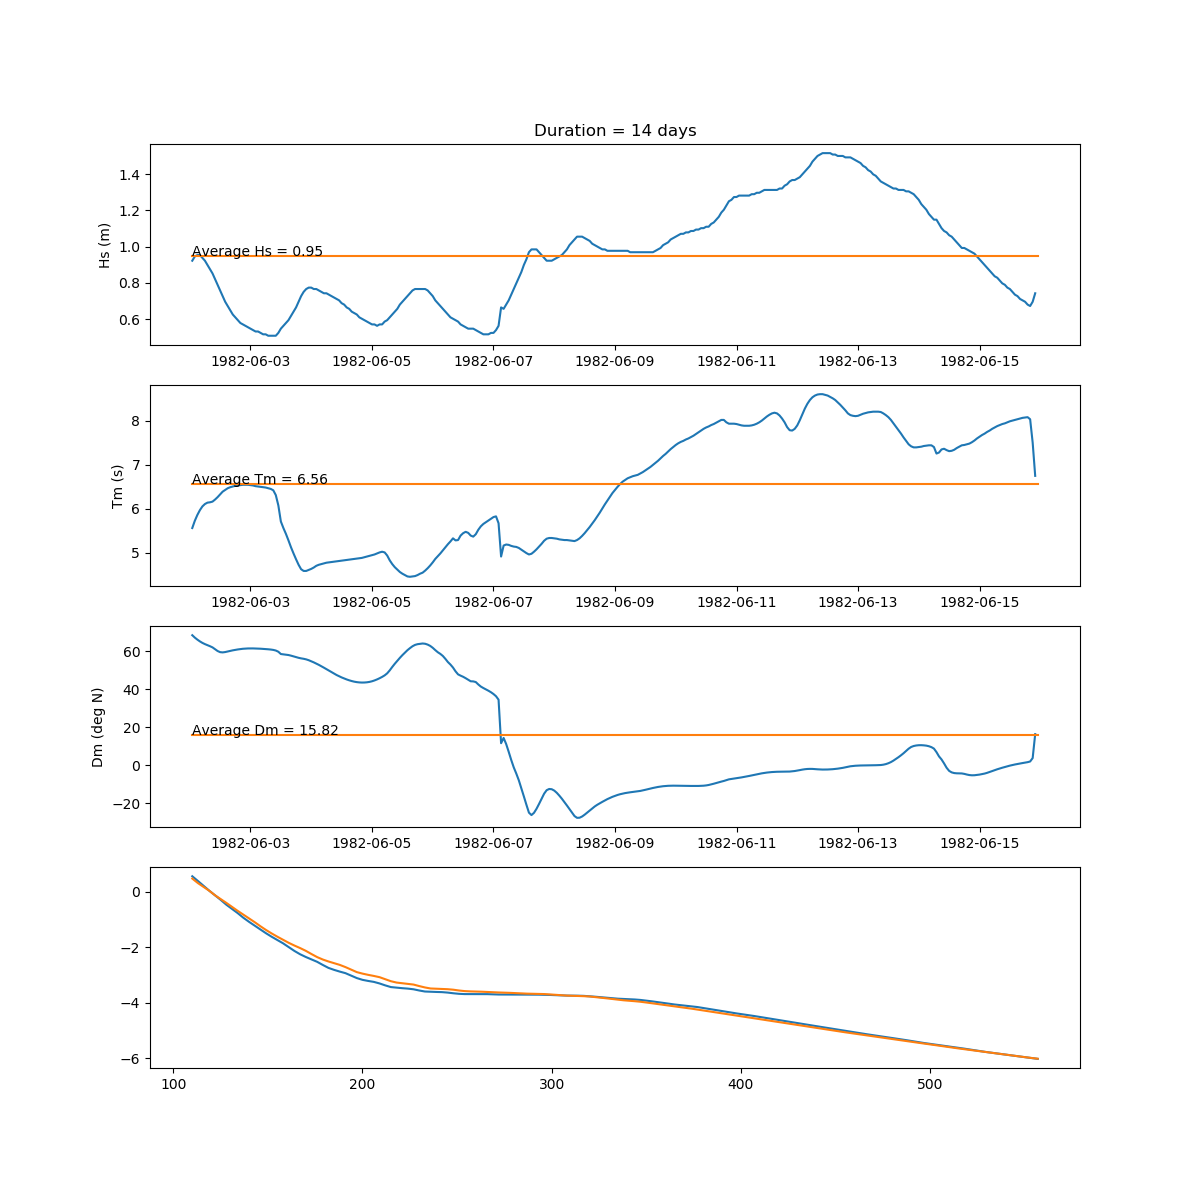 Duration = 14 days
Hs (m)
1.4
1.2
1.0
0.8
0.6
Average Hs = 0.95
1982-06-03 1982-06-05 1982-06-07 1982-06-09 1982-06-11 1982-06-13 1982-06-15
Tm (s)
8
7
6
5
Average Tm = 6.56
1982-06-03 1982-06-05 1982-06-07 1982-06-09 1982-06-11 1982-06-13 1982-06-15
Dm (deg N)
60
40
20
0
−20
Average Dm = 15.82
1982-06-03 1982-06-05 1982-06-07 1982-06-09 1982-06-11 1982-06-13 1982-06-15
0
−2
−4
−6
100 200 300 400 500